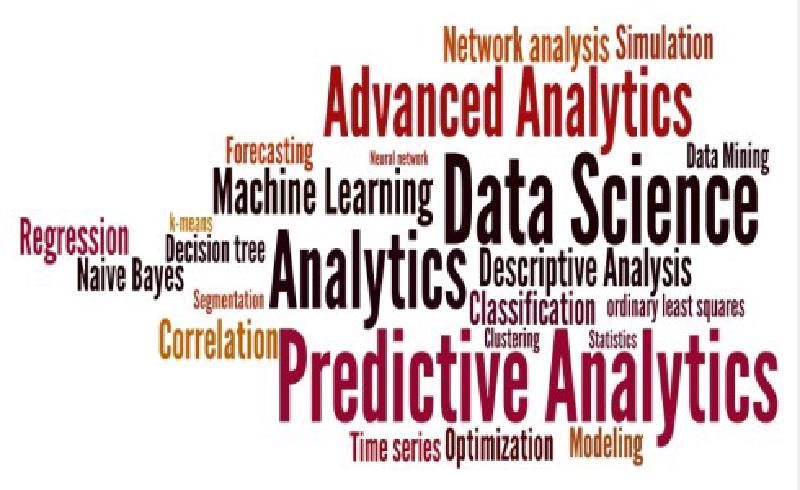 Network analysis Simulation
Advanced Analytics
Forecasting
Neural network
Data Mining
Machine Learning
Data Science
k-means
Regression
Decision tree
Analytics
Naive Bayes
Descriptive Analysis
Segmentation
Classification
ordinary least squares
Correlation
Clustering
Statistics
Predictive Analytics
Time series Optimization Modeling